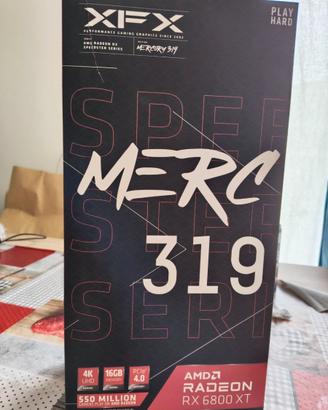 XFX
PERFORMANCE GAMING GRAPHICS SINCE 2002
PLAY
HARD
AMD RADEON RX
SPEEDSTER SERIES
MERCURY 319
SPEE
STER
SERI
MERC
319
4K
UHD
16GB
PCIe
4.0
550 MILLION
AMD
RADEON
RX 6800 XT